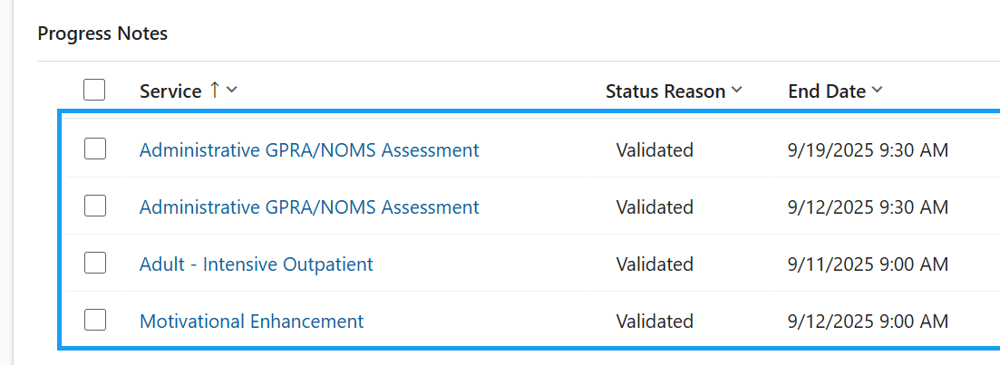 Progress Notes
Service ↑ Status Reason End Date
Administrative GPRA/NOMS Assessment Validated 9/19/2025 9:30 AM
Administrative GPRA/NOMS Assessment Validated 9/12/2025 9:30 AM
Adult - Intensive Outpatient Validated 9/11/2025 9:00 AM
Motivational Enhancement Validated 9/12/2025 9:00 AM